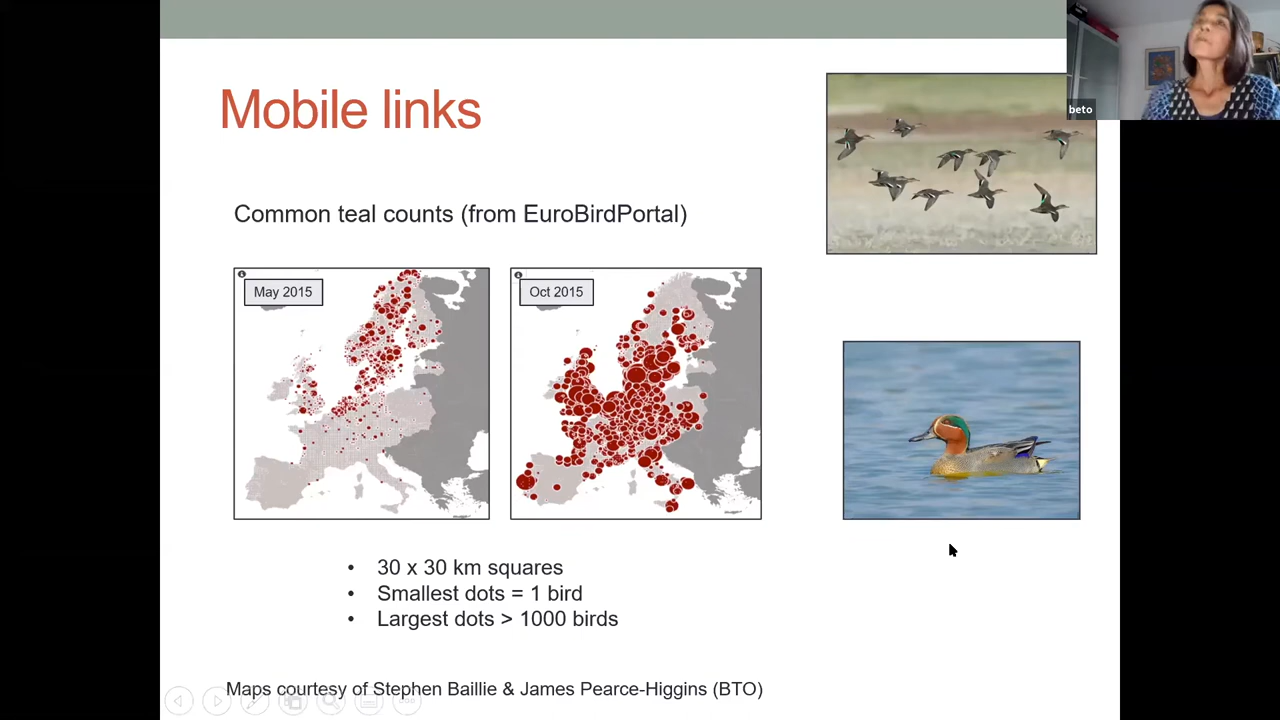 Mobile links
beto
Common teal counts (from EuroBirdPortal)
May 2015
Oct 2015
• 30 x 30 km squares
• Smallest dots = 1 bird
• Largest dots > 1000 birds
Maps courtesy of Stephen Baillie & James Pearce-Higgins (BTO)